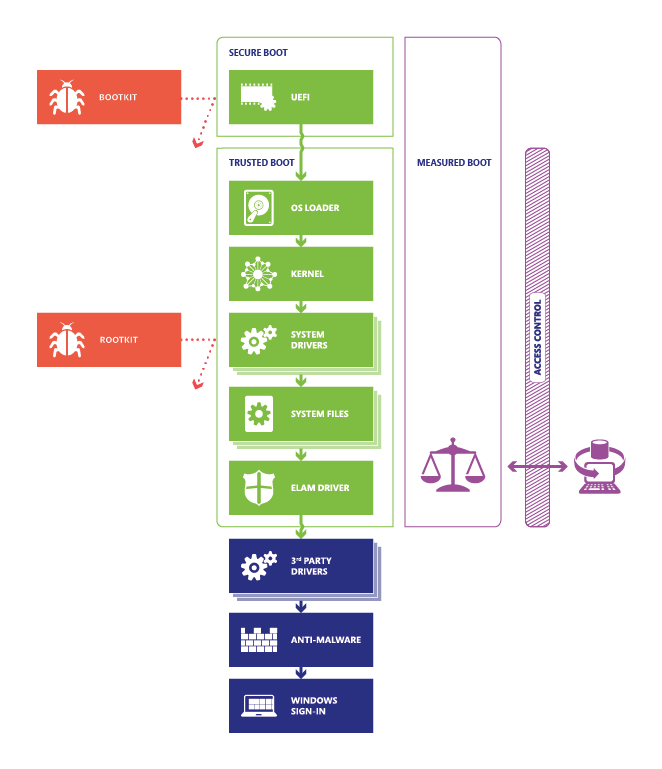 SECURE BOOT
BOOTKIT
UEFI
TRUSTED BOOT
MEASURED BOOT
OS LOADER
KERNEL
ROOTKIT
SYSTEM
DRIVERS
ACCESS CONTROL
SYSTEM FILES
ELAM DRIVER
3rd PARTY
DRIVERS
ANTI-MALWARE
WINDOWS
SIGN-IN